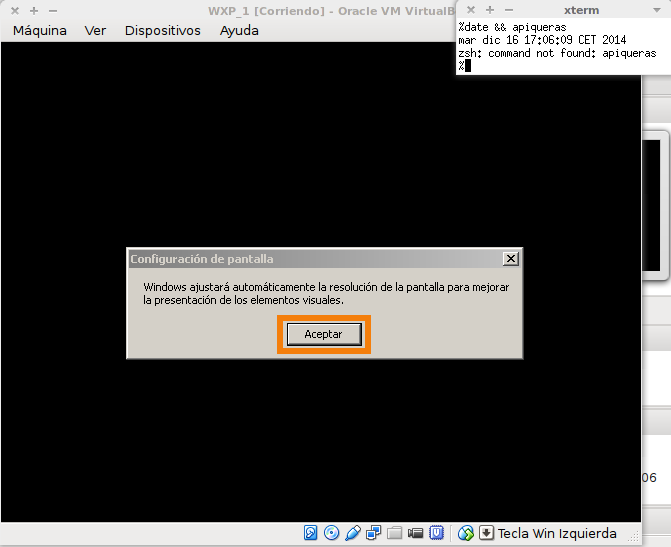 WXP_1 [Corriendo] - Oracle VM VirtualB
xterm
%date && apiqueras
mar dic 16 17:06:09 CET 2014
zsh: command not found: apiqueras
%
Máquina Ver Dispositivos Ayuda
Configuración de pantalla
Windows ajustará automáticamente la resolución de la pantalla para mejorar
la presentación de los elementos visuales.
Aceptar
06
Tecla Win Izquierda